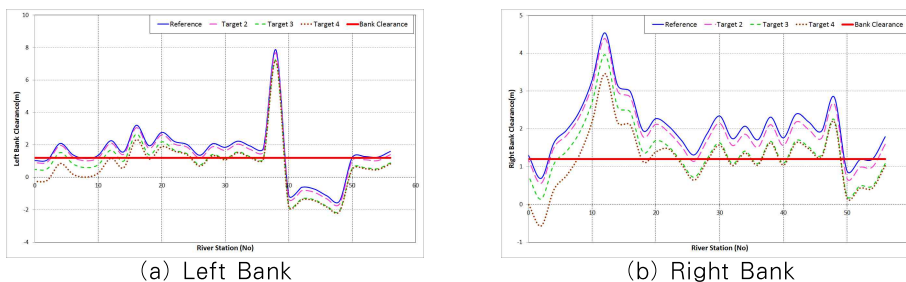 10
8
6
4
2
0
-2
-4
Left Bank Clearance(m)
Reference Target 2 Target 3 Target 4 Bank Clearance
0 10 20 30 40 50 60
River Station (No)
(a) Left Bank
5
4
3
2
1
0
-1
Right Bank Clearance(m)
Reference Target 2 Target 3 Target 4 Bank Clearance
0 10 20 30 40 50
River Station (No)
(b) Right Bank